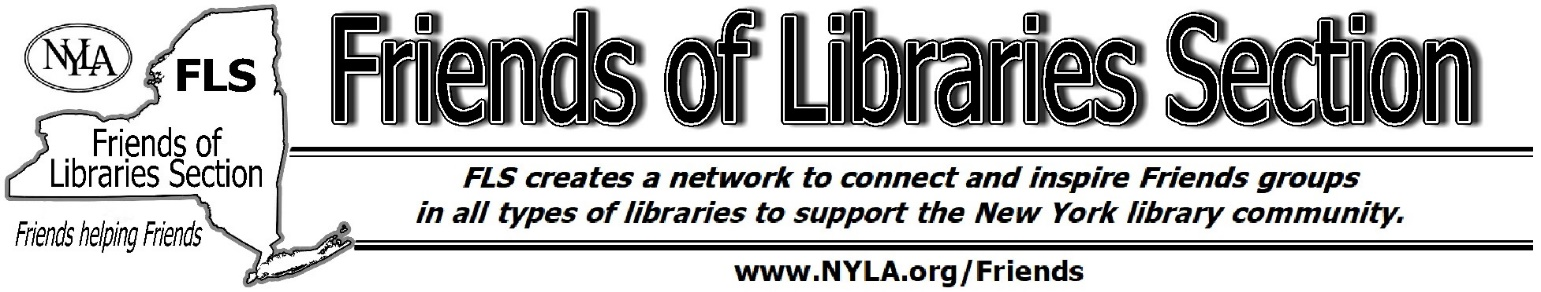 NYLA
FLS
Friends of
Libraries Section
Friends helping Friends
Friends of Libraries Section
FLS creates a network to connect and inspire Friends groups
in all types of libraries to support the New York library community.
www.NYLA.org/Friends